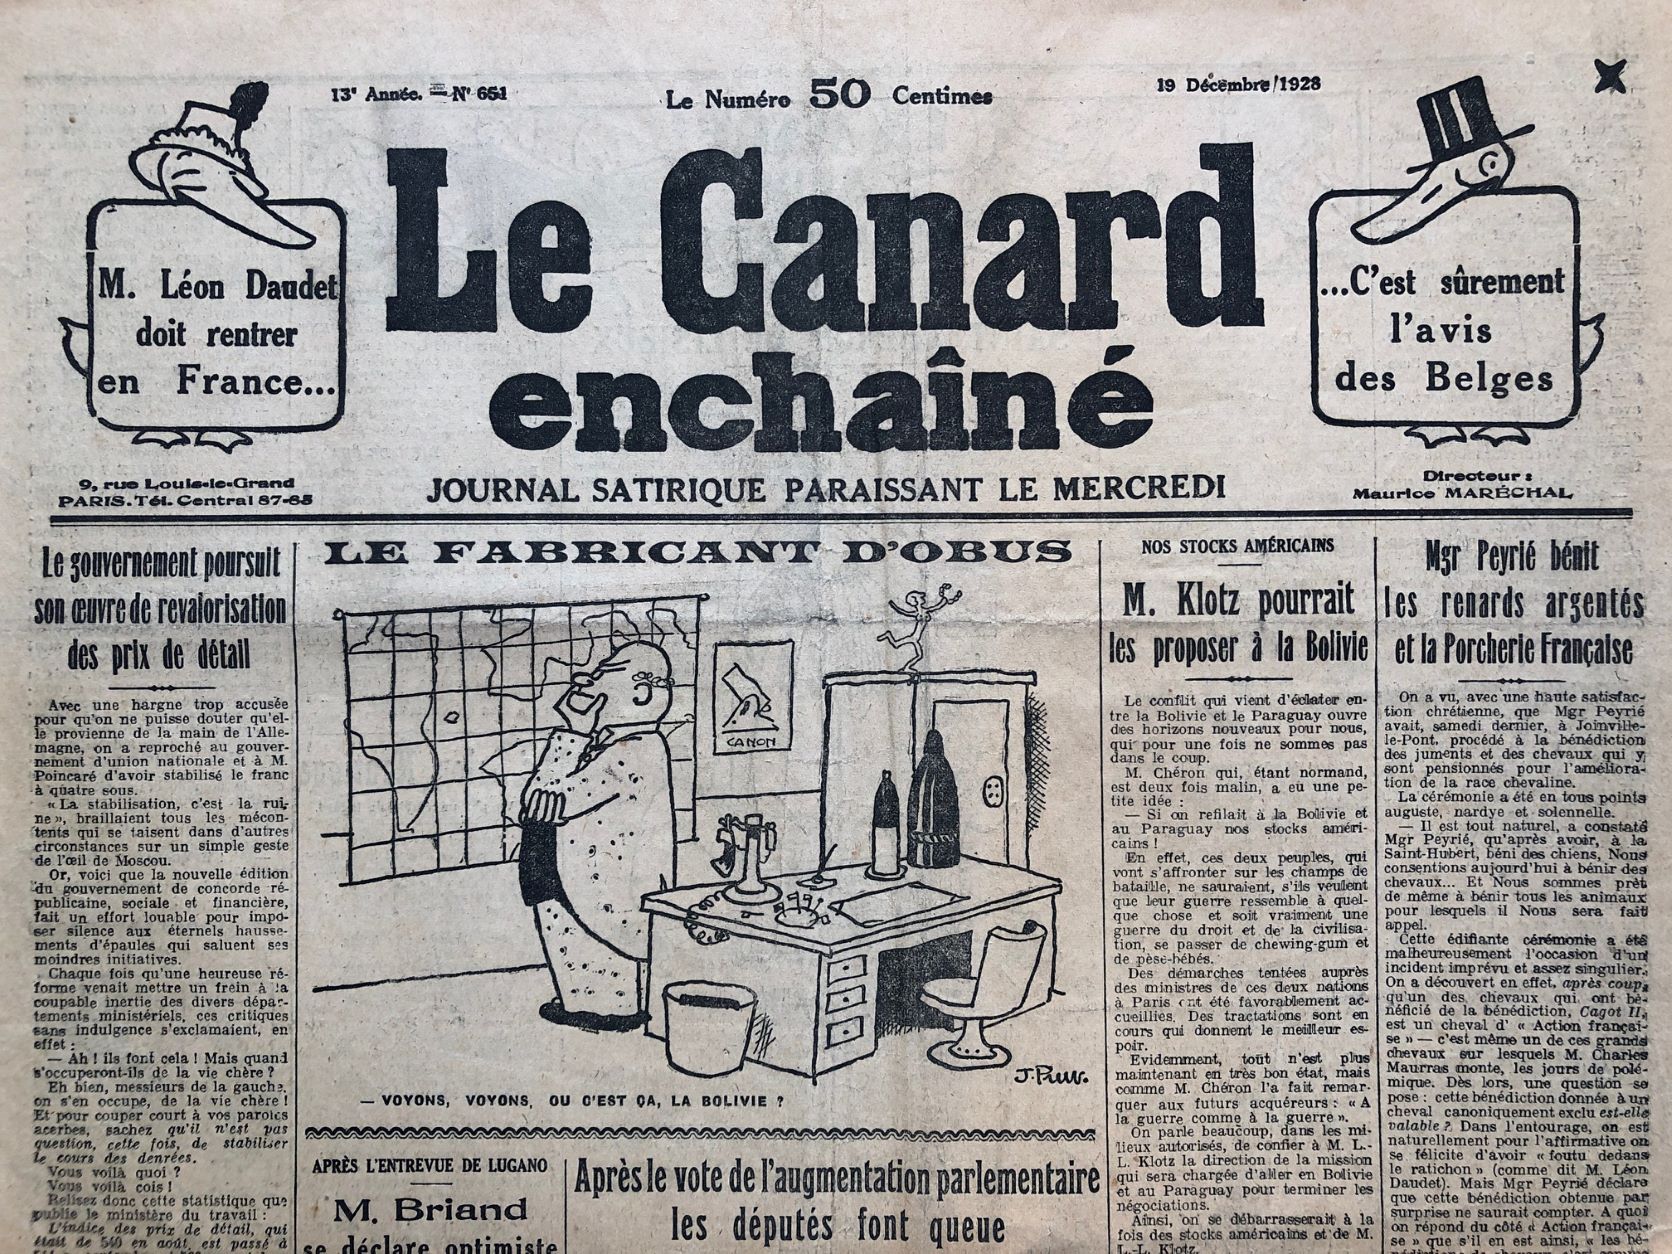 13e Année. — No 651
Le Numéro 50 Centimes
19 Décembre 1928
M. Léon Daudet
doit rentrer
en France...
Le Canard
enchaîné
...C'est sûrement
l'avis
des Belges
9, rue Louis-le-Grand
PARIS. Tél. Central 87-65
JOURNAL SATIRIQUE PARAISSANT LE MERCREDI
Directeur :
Maurice MARÉCHAL
Le gouvernement poursuit
son œuvre de revalorisation
des prix de détail
Avec une hargne trop accusée
pour qu'on ne puisse douter qu'el-
le provienne de la main de l'Alle-
magne, on a reproché au gouver-
nement d'union nationale et à M.
Poincaré d'avoir stabilisé le franc
à quatre sous.
« La stabilisation, c'est la rui-
ne », braillaient tous les mécon-
tents qui se taisent dans d'autres
circonstances sur un simple geste
de l'œil de Moscou.
Or, voici que la nouvelle édition
du gouvernement de concorde ré-
publicaine, sociale et financière,
fait un effort louable pour impo-
ser silence aux éternels hausse-
ments d'épaules qui saluent ses
moindres initiatives.
Chaque fois qu'une heureuse ré-
forme venait mettre un frein à la
coupable inertie des divers dépar-
tements ministériels, ces critiques
sans indulgence s'exclamaient, en
effet :
— Ah ! ils font cela ! Mais quand
s'occuperont-ils de la vie chère ?
Eh bien, messieurs de la gauche,
on s'en occupe, de la vie chère !
Et pour couper court à vos paroles
acerbes, sachez qu'il n'est pas
question, cette fois, de stabiliser
le cours des denrées.
Vous voilà quoi ?
Vous voilà cois !
Relisez donc cette statistique que
publie le ministère du travail :
L'indice des prix de détail, qui
était de 540 en août, est passé à
LE FABRICANT D'OBUS
CANON
J. Pruv.
— VOYONS, VOYONS, OU C'EST ÇA, LA BOLIVIE ?
APRÈS L'ENTREVUE DE LUGANO
M. Briand
se déclare optimiste
Après le vote de l'augmentation parlementaire
les députés font queue
NOS STOCKS AMÉRICAINS
M. Klotz pourrait
les proposer à la Bolivie
Le conflit qui vient d'éclater en-
tre la Bolivie et le Paraguay ouvre
des horizons nouveaux pour nous,
qui pour une fois ne sommes pas
dans le coup.
M. Chéron qui, étant normand,
est deux fois malin, a eu une pe-
tite idée :
— Si on refilait à la Bolivie et
au Paraguay nos stocks améri-
cains !
En effet, ces deux peuples, qui
vont s'affronter sur les champs de
bataille, ne sauraient, s'ils veulent
que leur guerre ressemble à quel-
que chose et soit vraiment une
guerre du droit et de la civilisa-
tion, se passer de chewing-gum et
de pèse-bébés.
Des démarches tentées auprès
des ministres de ces deux nations
à Paris ont été favorablement ac-
cueillies. Des tractations sont en
cours qui donnent le meilleur es-
poir.
Evidemment, tout n'est plus
maintenant en très bon état, mais
comme M. Chéron l'a fait remar-
quer aux futurs acquéreurs : « A
la guerre comme à la guerre ».
On parle beaucoup, dans les mi-
lieux autorisés, de confier à M. L.-
L. Klotz la direction de la mission
qui sera chargée d'aller en Bolivie
et au Paraguay pour terminer les
négociations.
Ainsi, on se débarrasserait à la
fois des stocks américains et de M.
L.-L. Klotz.
Mgr Peyrié bénit
les renards argentés
et la Porcherie Française
On a vu, avec une haute satisfac-
tion chrétienne, que Mgr Peyrié
avait, samedi dernier, à Joinville-
le-Pont, procédé à la bénédiction
des juments et des chevaux qui y
sont pensionnés pour l'améliora-
tion de la race chevaline.
La cérémonie a été en tous points
auguste, nardye et solennelle.
— Il est tout naturel, a constaté
Mgr Peyrié, qu'après avoir, à la
Saint-Hubert, béni des chiens, Nous
consentions aujourd'hui à bénir des
chevaux... Et Nous sommes prêt
de même à bénir tous les animaux
pour lesquels il Nous sera fait
appel.
Cette édifiante cérémonie a été
malheureusement l'occasion d'un
incident imprévu et assez singulier.
On a découvert en effet, après coup,
qu'un des chevaux qui ont bé-
néficié de la bénédiction, Cagot II,
est un cheval d' « Action françai-
se » — c'est même un de ces grands
chevaux sur lesquels M. Charles
Maurras monte, les jours de polé-
mique. Dès lors, une question se
pose : cette bénédiction donnée à un
cheval canoniquement exclu est-elle
valable ? Dans l'entourage, on est
naturellement pour l'affirmative on
se félicite d'avoir « foutu dedans
le ratichon » (comme dit M. Léon
Daudet). Mais Mgr Peyrié déclare
que cette bénédiction obtenue par
surprise ne saurait compter. A quoi
on répond du côté « Action françai-
se » que s'il en est ainsi, « les bé-